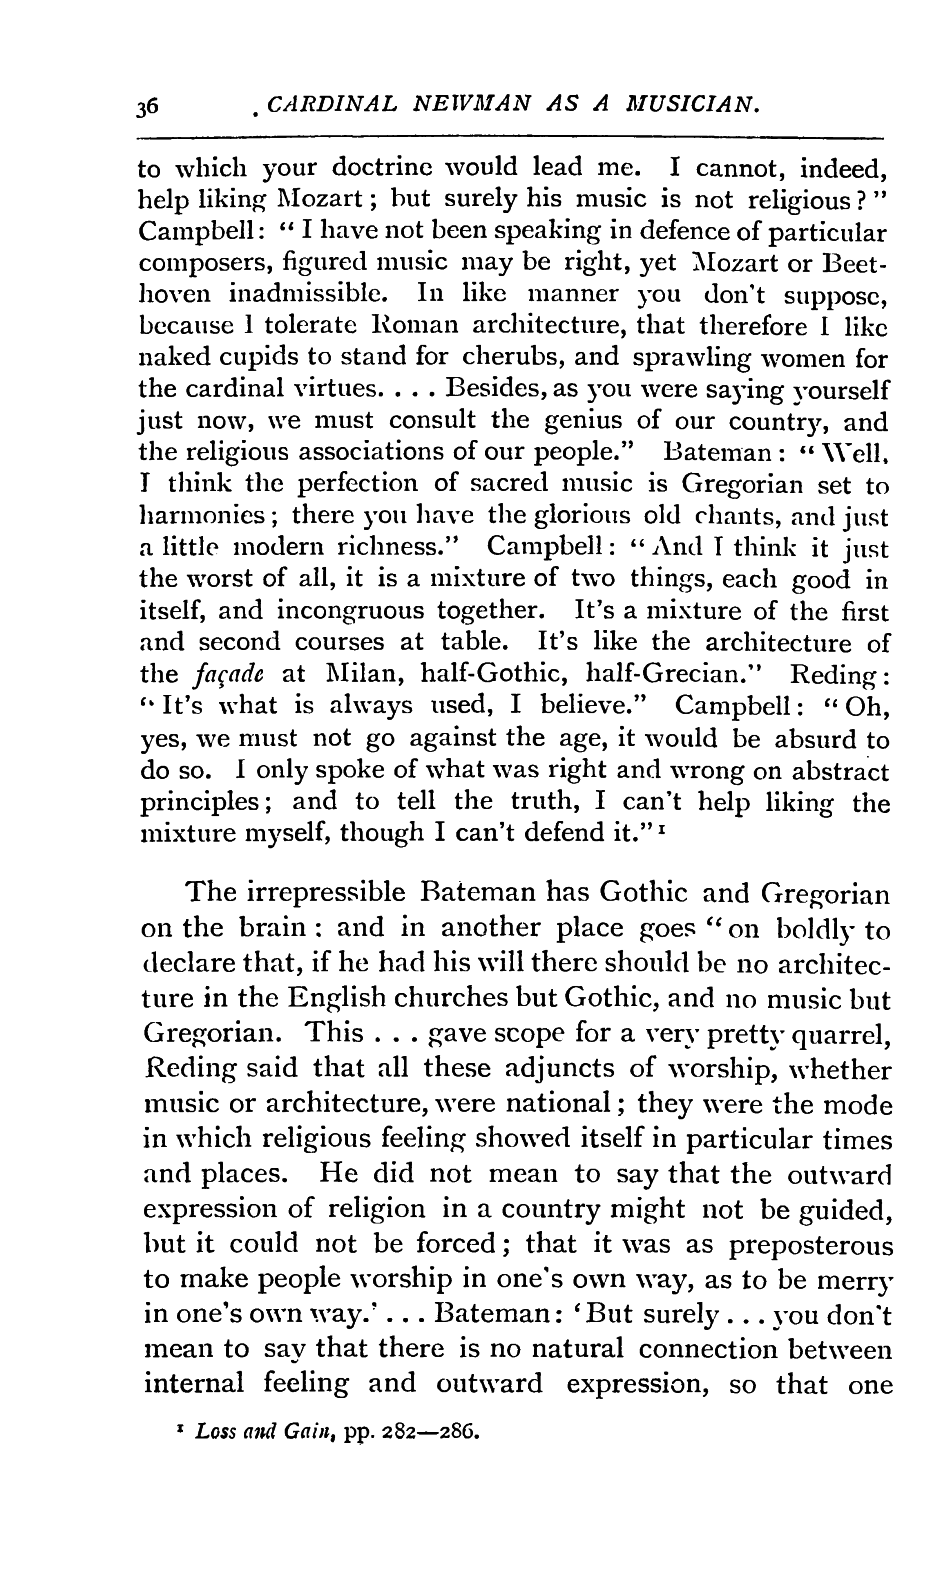 36 . CARDINAL NEWMAN AS A MUSICIAN.
to which your doctrine would lead me. I cannot, indeed,
help liking Mozart; but surely his music is not religious?"
Campbell: "I have not been speaking in defence of particular
composers, figured music may be right, yet Mozart or Beet-
hoven inadmissible. In like manner you don't suppose,
because I tolerate Roman architecture, that therefore I like
naked cupids to stand for cherubs, and sprawling women for
the cardinal virtues. . . . Besides, as you were saying yourself
just now, we must consult the genius of our country, and
the religious associations of our people." Bateman: "Well,
I think the perfection of sacred music is Gregorian set to
harmonies; there you have the glorious old chants, and just
a little modern richness." Campbell: "And I think it just
the worst of all, it is a mixture of two things, each good in
itself, and incongruous together. It's a mixture of the first
and second courses at table. It's like the architecture of
the façade at Milan, half-Gothic, half-Grecian." Reding:
"It's what is always used, I believe." Campbell: "Oh,
yes, we must not go against the age, it would be absurd to
do so. I only spoke of what was right and wrong on abstract
principles; and to tell the truth, I can't help liking the
mixture myself, though I can't defend it." ¹
The irrepressible Bateman has Gothic and Gregorian
on the brain: and in another place goes "on boldly to
declare that, if he had his will there should be no architec-
ture in the English churches but Gothic, and no music but
Gregorian. This . . . gave scope for a very pretty quarrel,
Reding said that all these adjuncts of worship, whether
music or architecture, were national; they were the mode
in which religious feeling showed itself in particular times
and places. He did not mean to say that the outward
expression of religion in a country might not be guided,
but it could not be forced; that it was as preposterous
to make people worship in one's own way, as to be merry
in one's own way.' . . . Bateman: 'But surely . . . you don't
mean to say that there is no natural connection between
internal feeling and outward expression, so that one
¹ Loss and Gain, pp. 282—286.